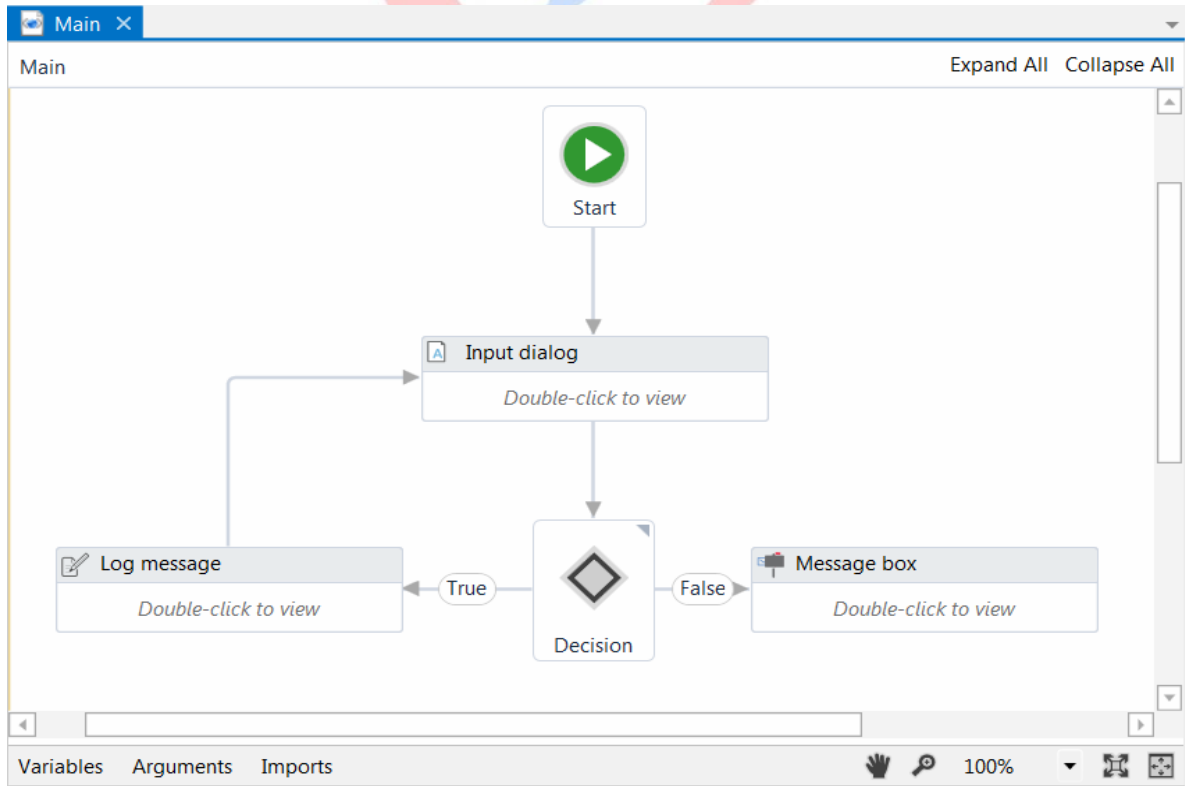 Main
Main
Expand All Collapse All
Start
Input dialog
Double-click to view
Log message
Double-click to view
True
Decision
False
Message box
Double-click to view
Variables Arguments Imports 100%